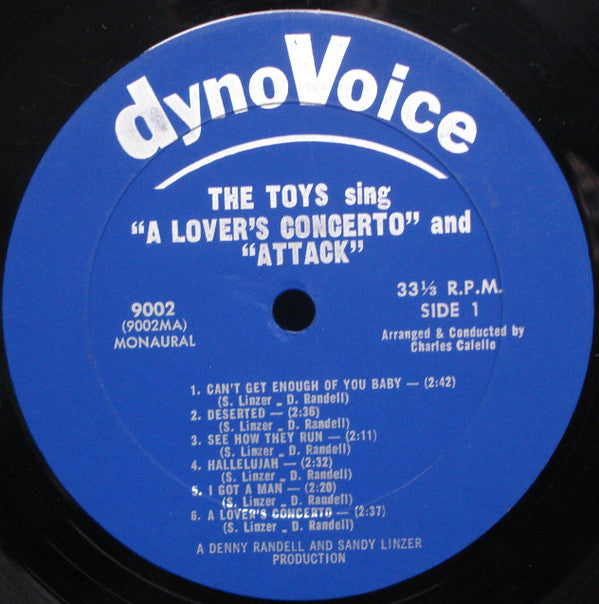 dynoVoice
THE TOYS sing
"A LOVER'S CONCERTO" and
"ATTACK"
9002
(9002MA)
MONAURAL
33⅓ R.P.M.
SIDE 1
Arranged & Conducted by
Charles Calello
1. CAN'T GET ENOUGH OF YOU BABY — (2:42)
(S. Linzer - D. Randell)
2. DESERTED — (2:36)
(S. Linzer - D. Randell)
3. SEE HOW THEY RUN — (2:11)
(S. Linzer - D. Randell)
4. HALLELUJAH — (2:32)
(S. Linzer - D. Randell)
5. I GOT A MAN — (2:20)
(S. Linzer - D. Randell)
6. A LOVER'S CONCERTO — (2:37)
(S. Linzer - D. Randell)
A DENNY RANDELL AND SANDY LINZER
PRODUCTION